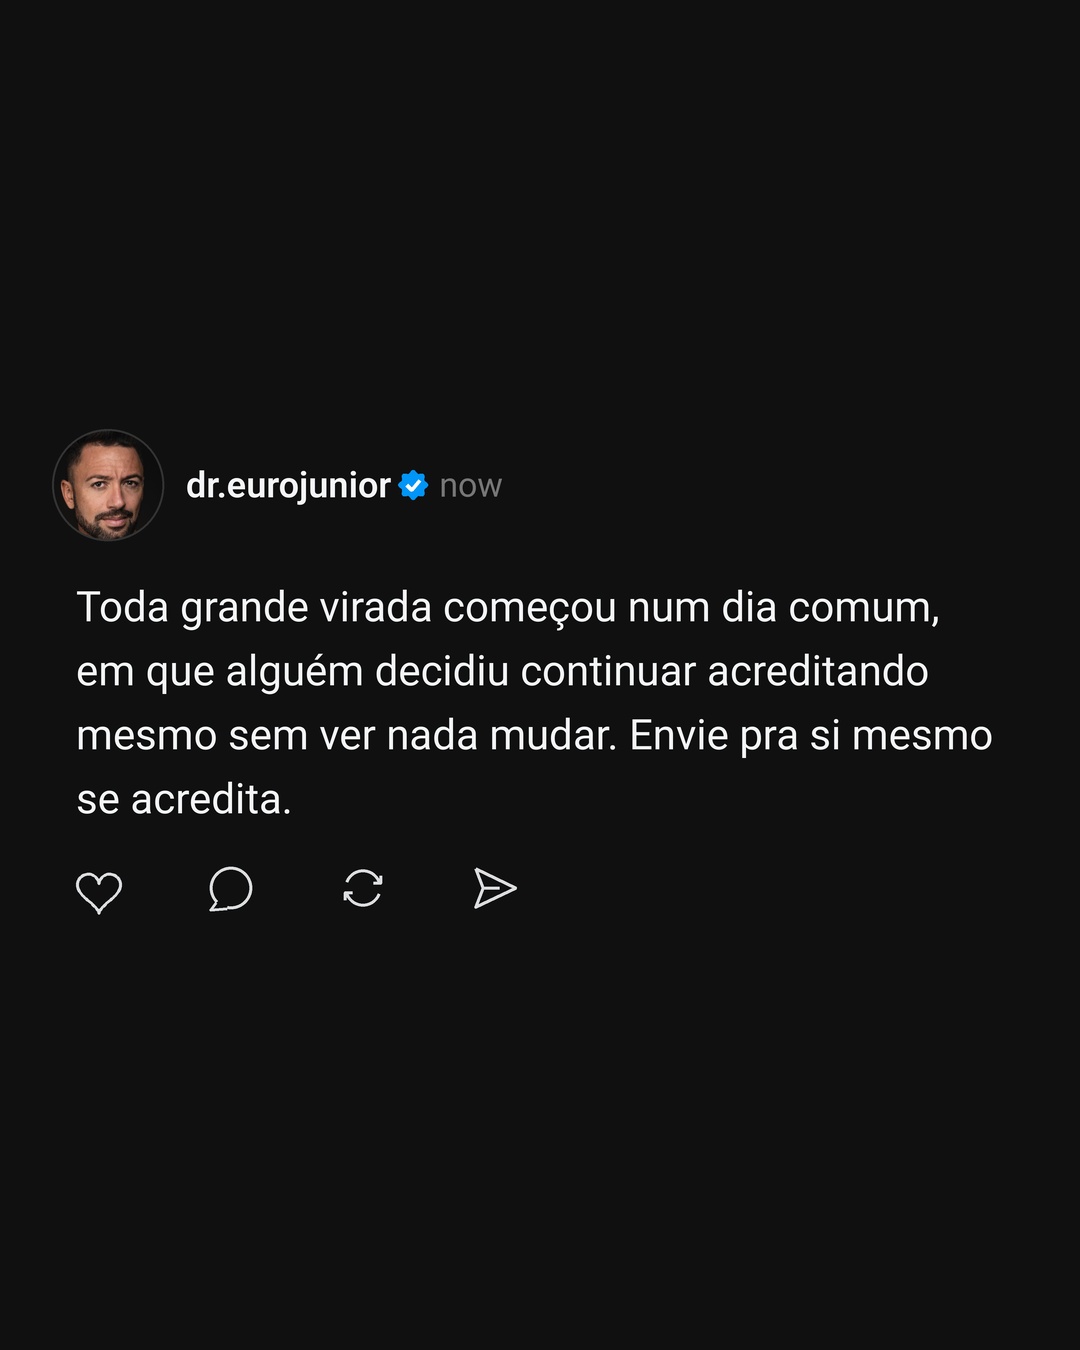 dr.eurojunior now
Toda grande virada começou num dia comum,
em que alguém decidiu continuar acreditando
mesmo sem ver nada mudar. Envie pra si mesmo
se acredita.